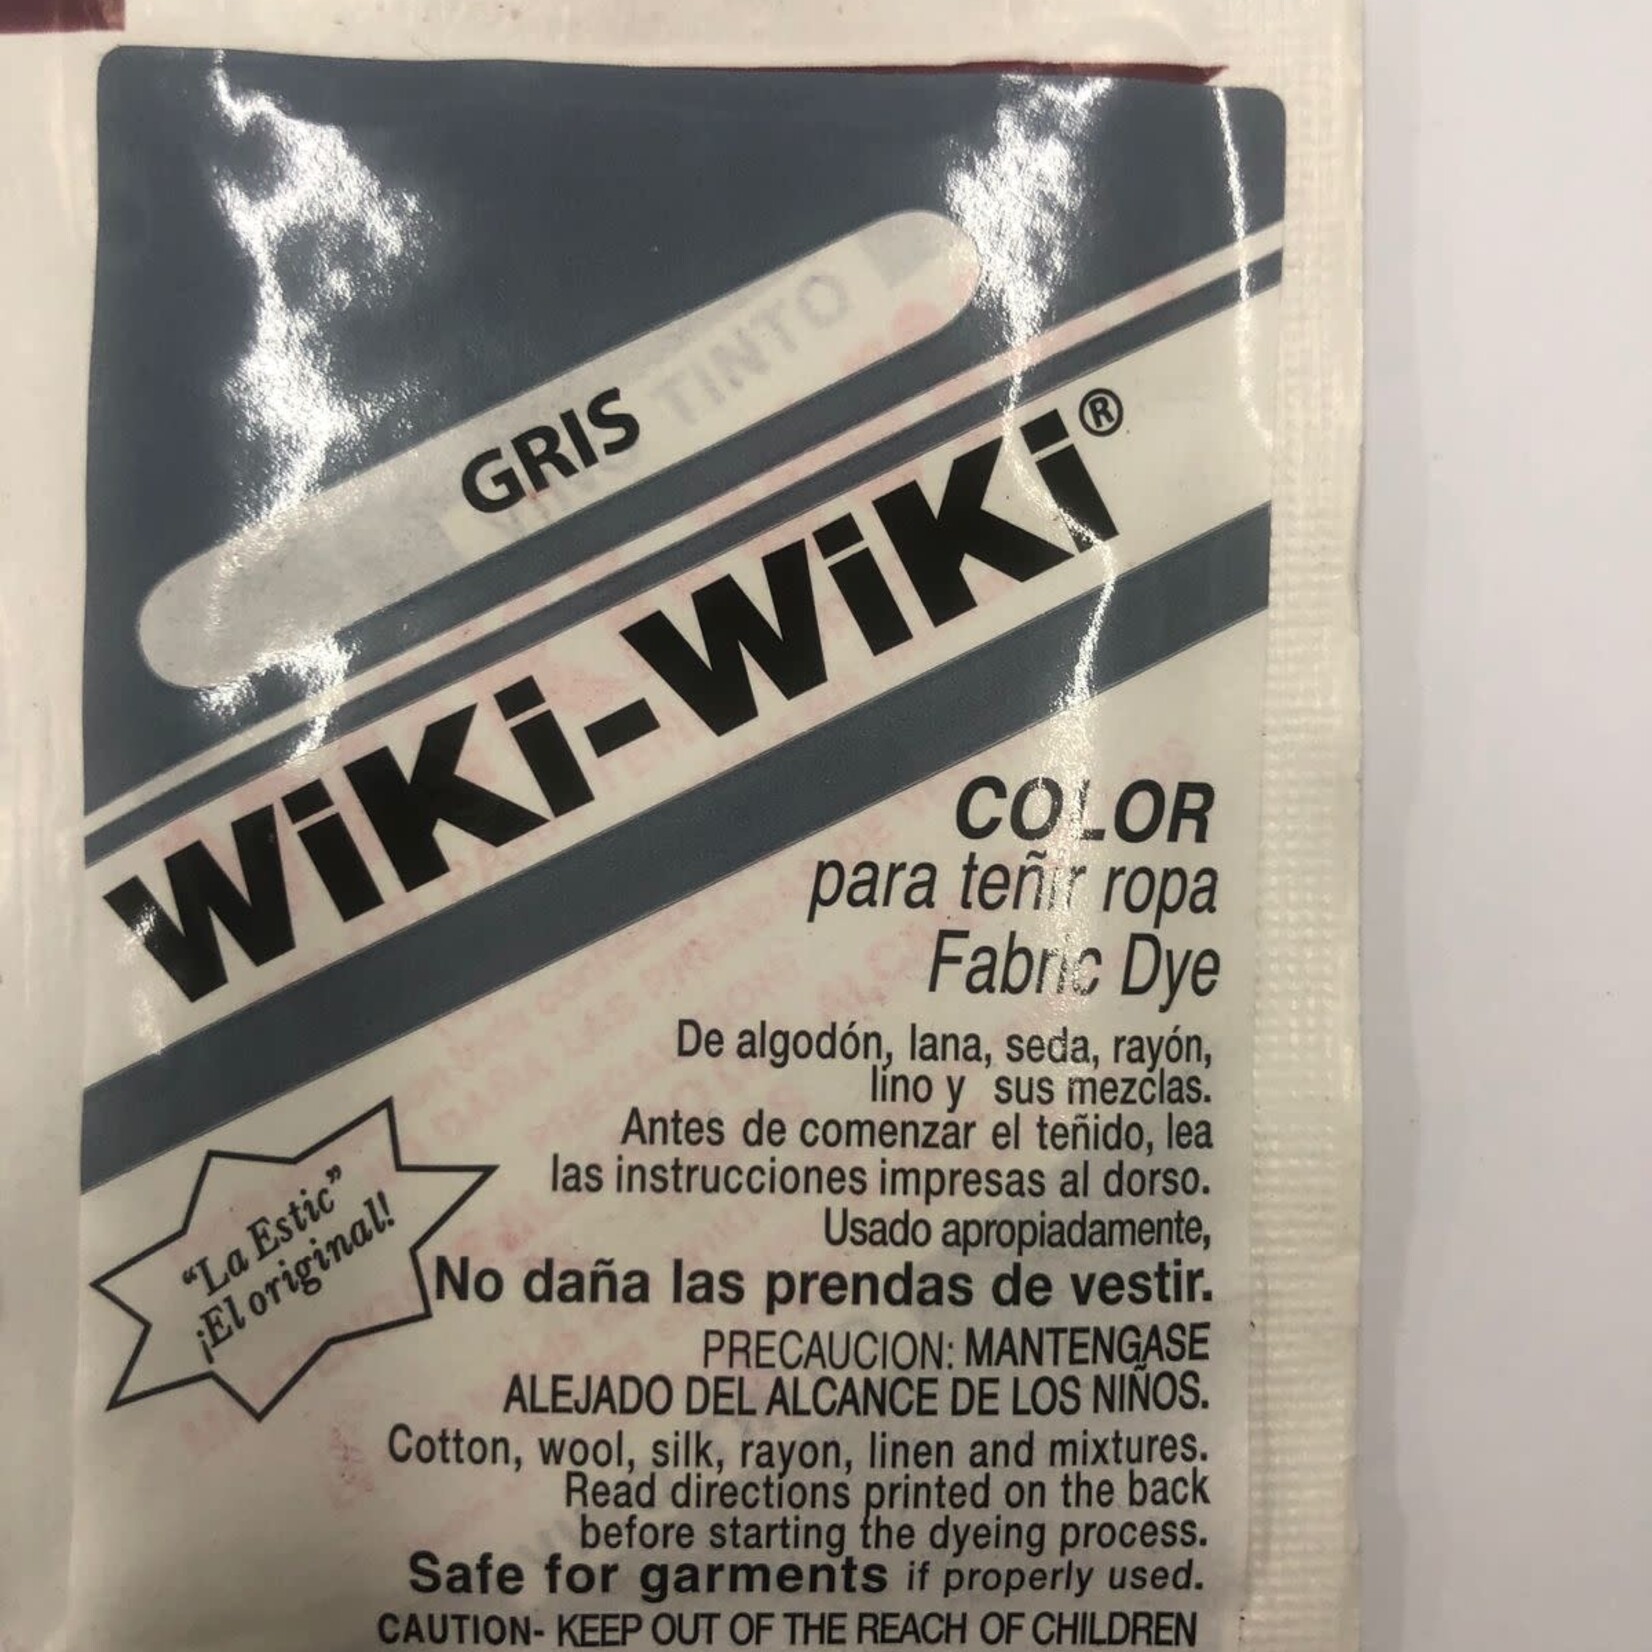 GRIS
TINTO
WiKi-WiKi®
COLOR
para teñir ropa
Fabric Dye
De algodón, lana, seda, rayón,
lino y sus mezclas.
Antes de comenzar el teñido, lea
las instrucciones impresas al dorso.
Usado apropiadamente,
No daña las prendas de vestir.
"La Estic"
¡El original!
PRECAUCION: MANTENGASE
ALEJADO DEL ALCANCE DE LOS NIÑOS.
Cotton, wool, silk, rayon, linen and mixtures.
Read directions printed on the back
before starting the dyeing process.
Safe for garments if properly used.
CAUTION- KEEP OUT OF THE REACH OF CHILDREN